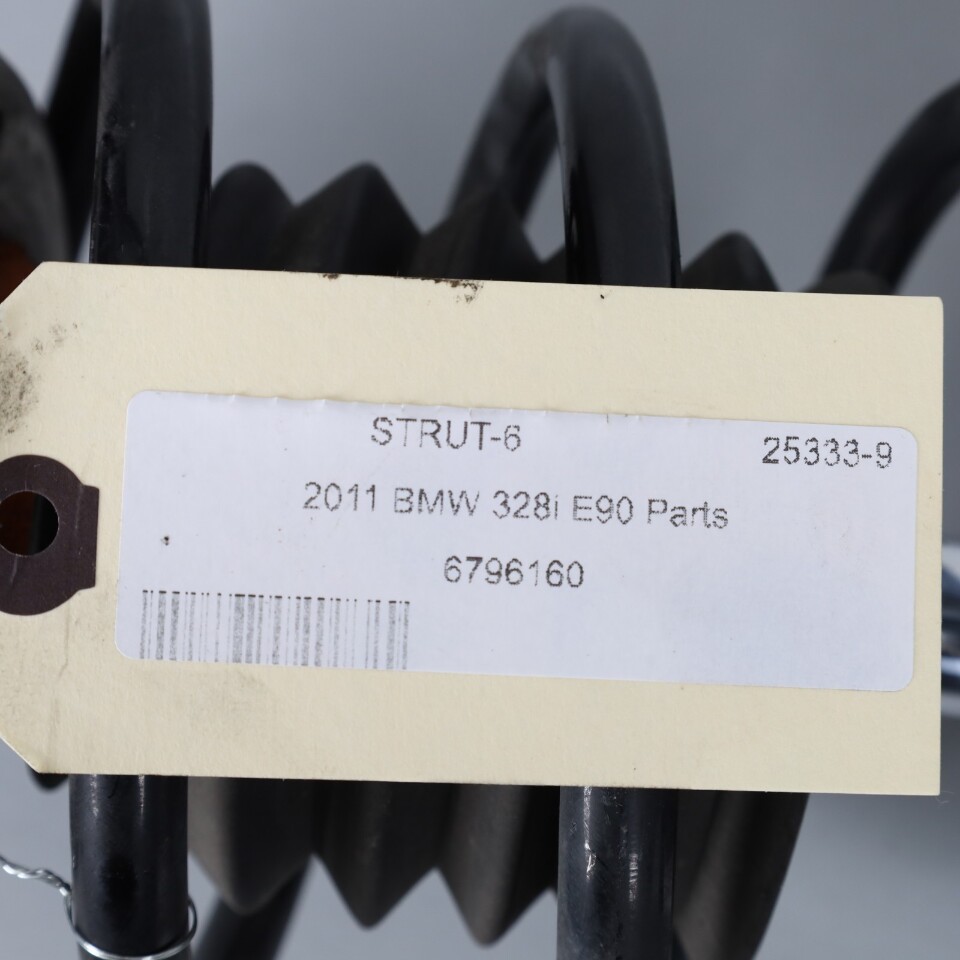 STRUT-6
25333-9
2011 BMW 328i E90 Parts
6796160